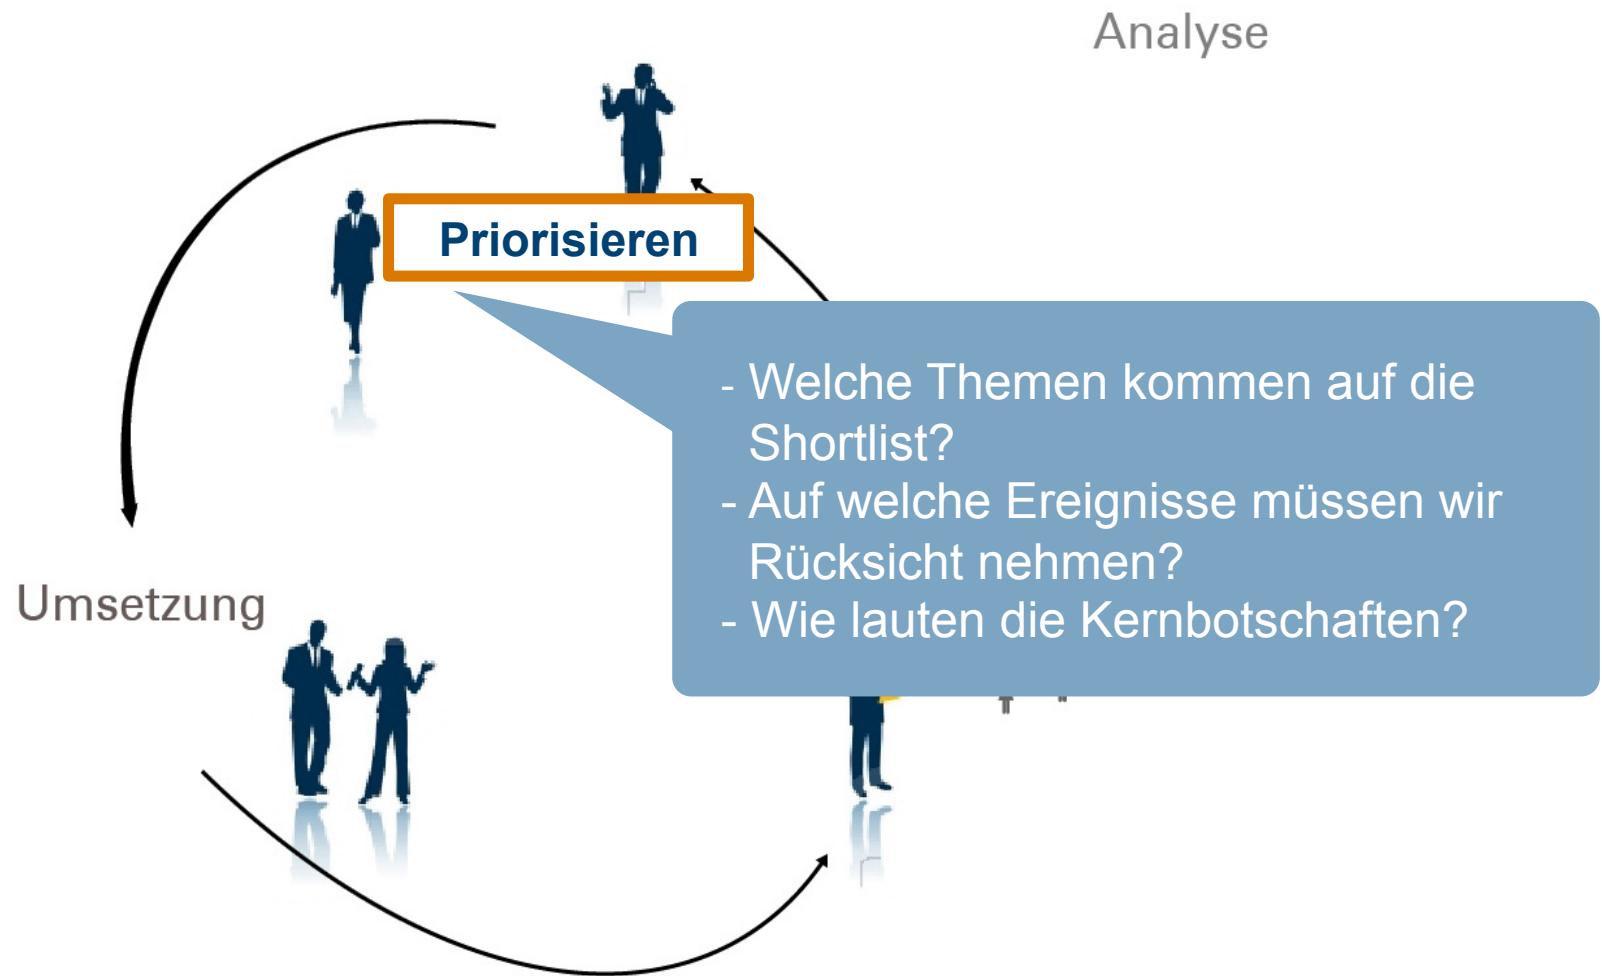 Analyse
Priorisieren
- Welche Themen kommen auf die
Shortlist?
- Auf welche Ereignisse müssen wir
Rücksicht nehmen?
- Wie lauten die Kernbotschaften?
Umsetzung